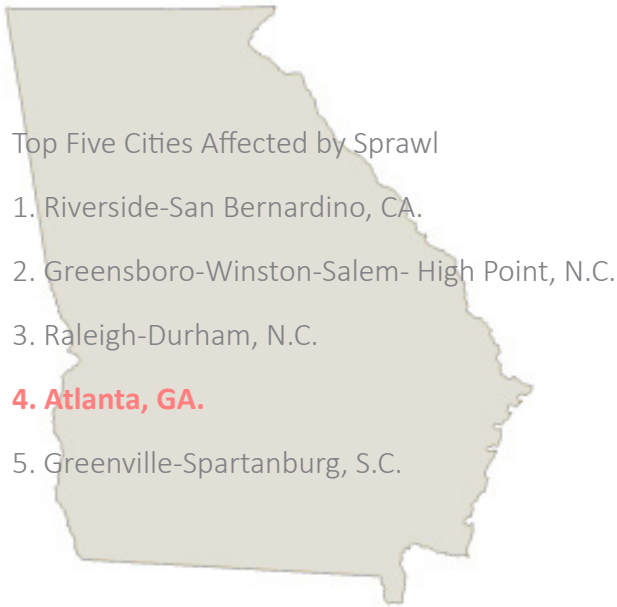 Top Five Cities Affected by Sprawl
1. Riverside-San Bernardino, CA.
2. Greensboro-Winston-Salem- High Point, N.C.
3. Raleigh-Durham, N.C.
4. Atlanta, GA.
5. Greenville-Spartanburg, S.C.